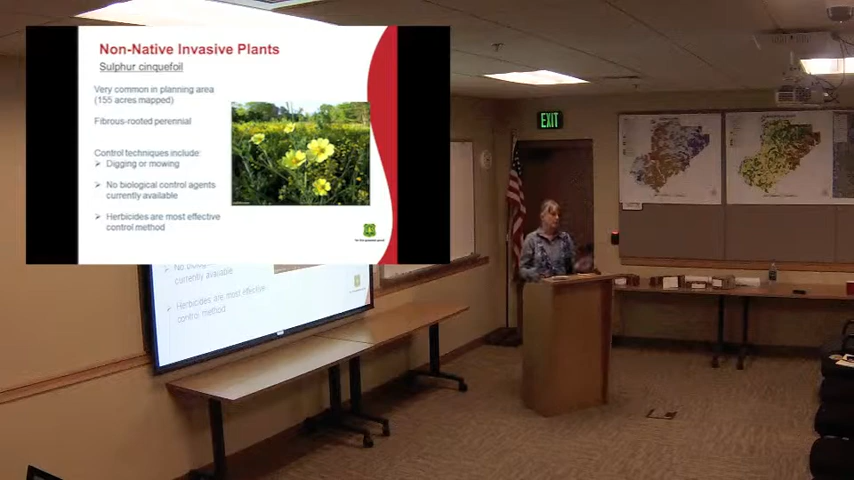 Non-Native Invasive Plants
Sulphur cinquefoil
Very common in planning area
(155 acres mapped)
Fibrous-rooted perennial
Control techniques include:
Digging or mowing
No biological control agents
currently available
Herbicides are most effective
control method
EXIT
No biolog
currently available
Herbicides are most effective
control method